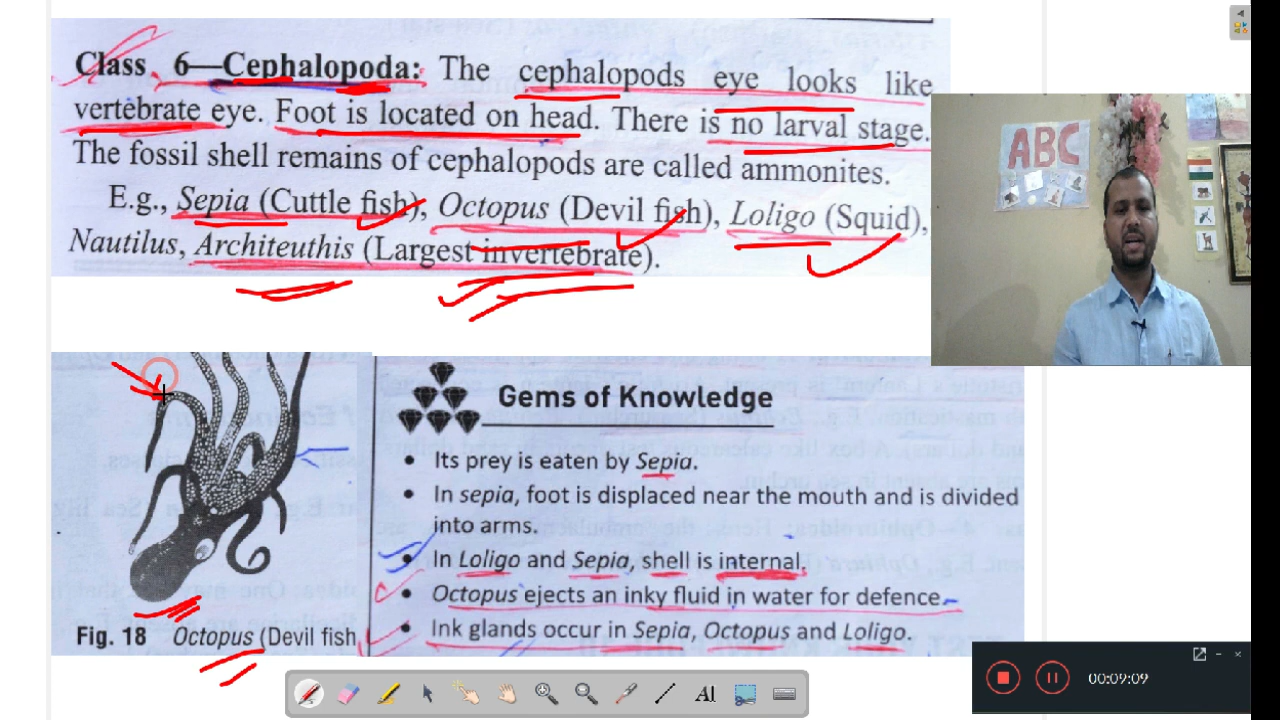 Class 6—Cephalopoda: The cephalopods eye looks like
vertebrate eye. Foot is located on head. There is no larval stage.
The fossil shell remains of cephalopods are called ammonites.
E.g., Sepia (Cuttle fish), Octopus (Devil fish), Loligo (Squid),
Nautilus, Architeuthis (Largest invertebrate).
ABC
Gems of Knowledge
• Its prey is eaten by Sepia.
• In sepia, foot is displaced near the mouth and is divided
into arms.
• In Loligo and Sepia, shell is internal.
• Octopus ejects an inky fluid in water for defence
• Ink glands occur in Sepia, Octopus and Loligo.
Fig. 18 Octopus (Devil fish
AI
00:09:09